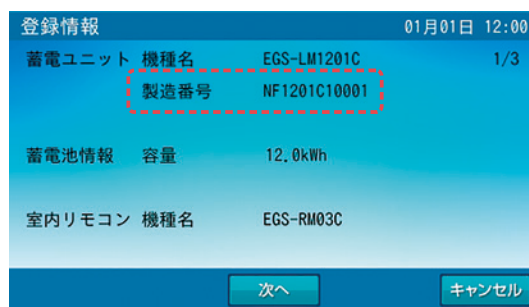 登録情報 01月01日 12:00
蓄電ユニット 機種名 EGS-LM1201C 1/3
製造番号 NF1201C10001
蓄電池情報 容量 12.0kWh
室内リモコン 機種名 EGS-RM03C
次へ キャンセル